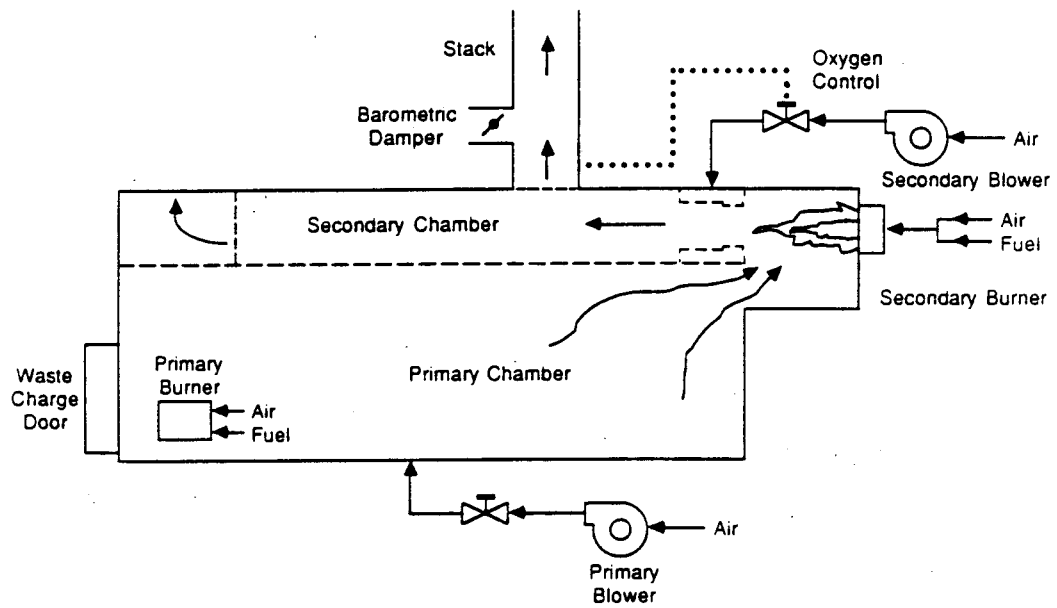 Stack
Oxygen
Control
Barometric
Damper
Air
Secondary Blower
Secondary Chamber
Air
Fuel
Secondary Burner
Primary Chamber
Waste
Charge
Door
Primary
Burner
Air
Fuel
Air
Primary
Blower